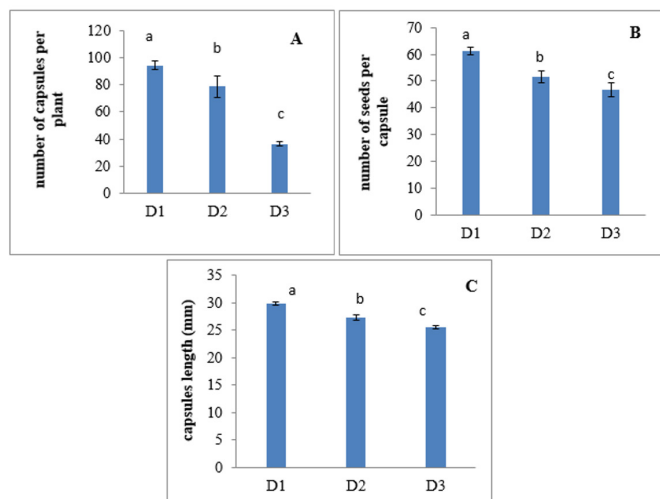 A
number of capsules per
plant
120
100
80
60
40
20
0
a
b
c
D1 D2 D3
B
number of seeds per
capsule
70
60
50
40
30
20
10
0
a
b
c
D1 D2 D3
C
capsules length (mm)
35
30
25
20
15
10
5
0
a
b
c
D1 D2 D3